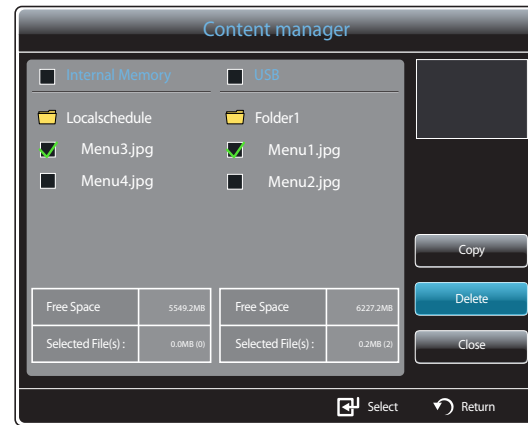 Content manager
Internal Memory USB
Localschedule Folder1
Menu3.jpg Menu1.jpg
Menu4.jpg Menu2.jpg
Copy
Free Space 5549.2MB Free Space 6227.2MB
Delete
Selected File(s) : 0.0MB (0) Selected File(s) : 0.2MB (2)
Close
Select Return